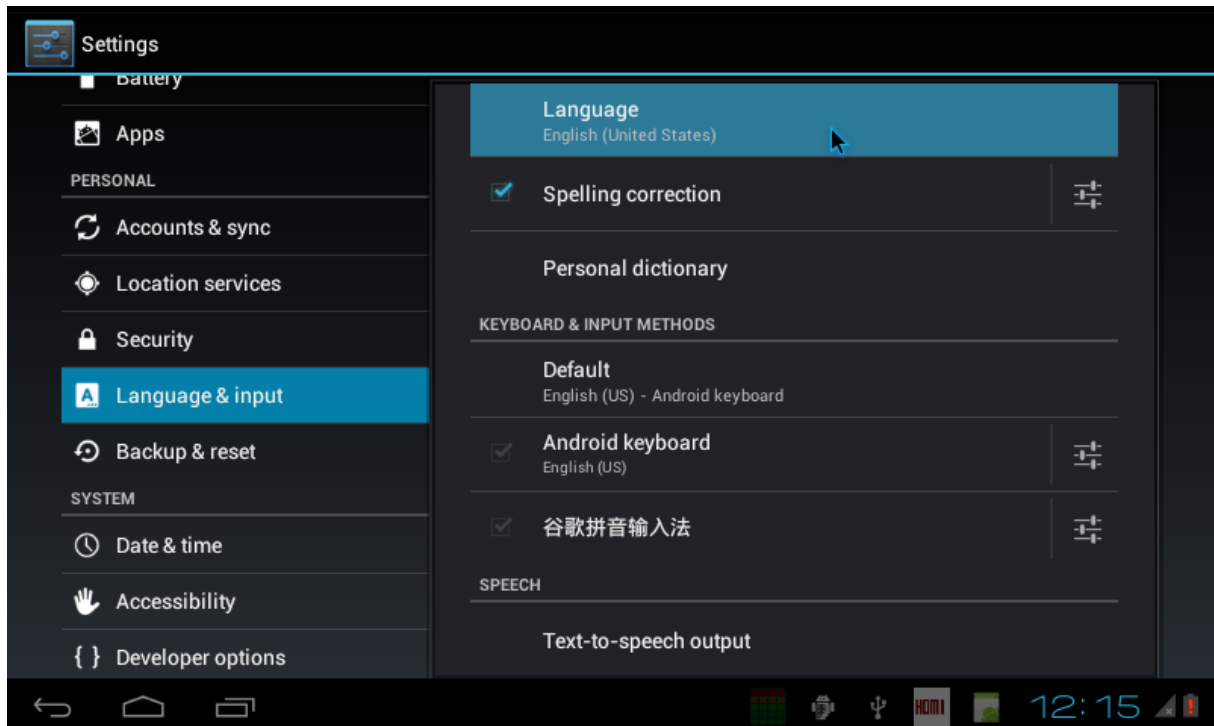 Settings
Battery
Apps
PERSONAL
Accounts & sync
Location services
Security
Language & input
Backup & reset
SYSTEM
Date & time
Accessibility
{ } Developer options
Language
English (United States)
Spelling correction
Personal dictionary
KEYBOARD & INPUT METHODS
Default
English (US) - Android keyboard
Android keyboard
English (US)
谷歌拼音输入法
SPEECH
Text-to-speech output
HDMI
12:15